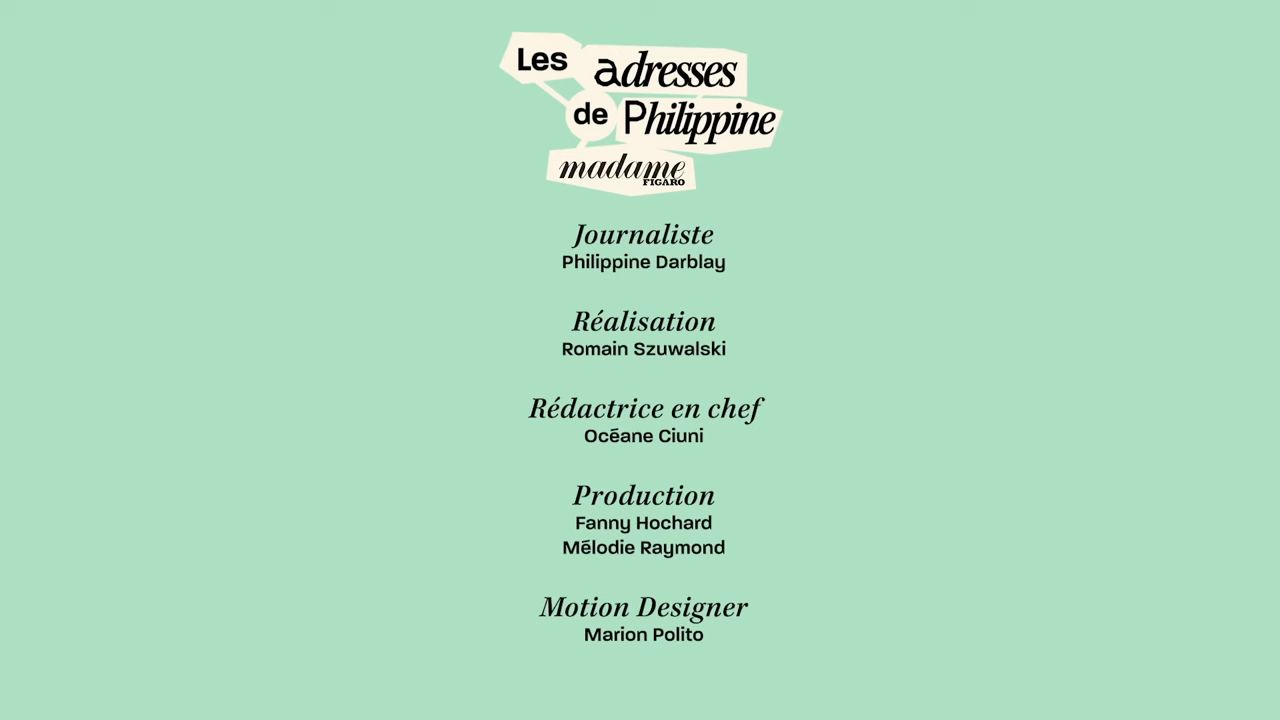 Les adresses
de Philippine
madame
FIGARO
Journaliste
Philippine Darblay
Réalisation
Romain Szuwalski
Rédactrice en chef
Océane Ciuni
Production
Fanny Hochard
Mélodie Raymond
Motion Designer
Marion Polito